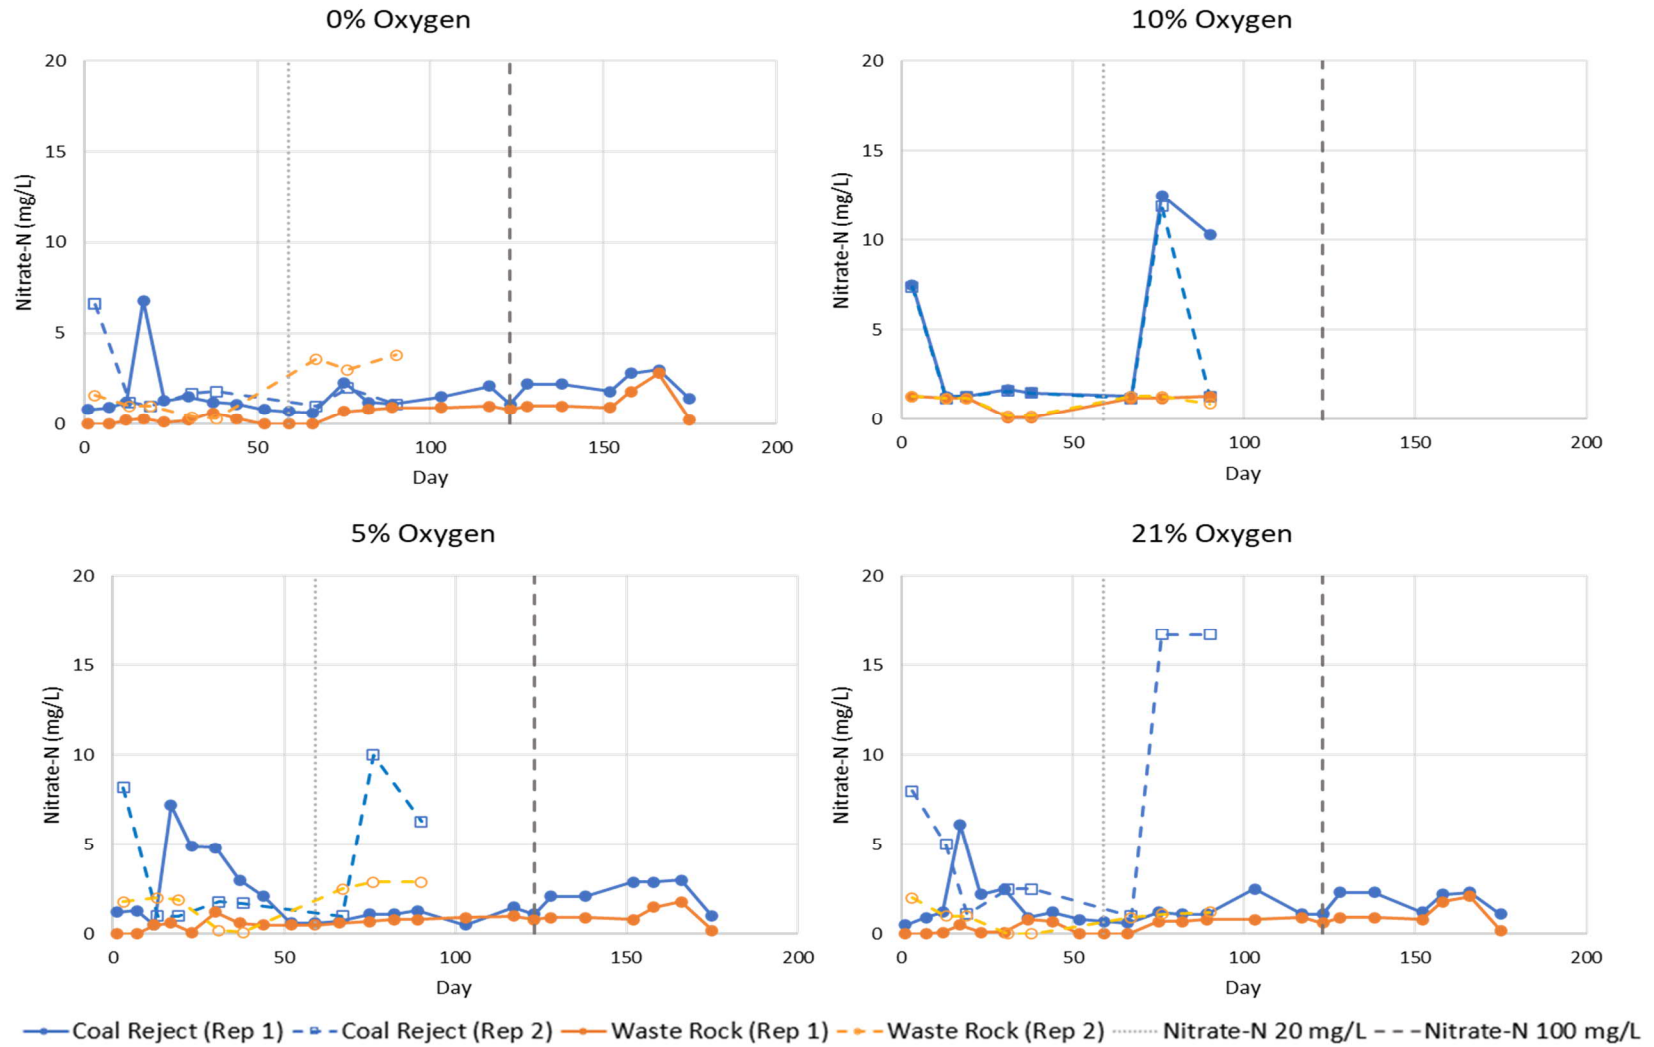 0% Oxygen
20
15
10
5
0
0 50 100 150 200
Nitrate-N (mg/L)
Day
10% Oxygen
20
15
10
5
0
0 50 100 150 200
Nitrate-N (mg/L)
Day
5% Oxygen
20
15
10
5
0
0 50 100 150 200
Nitrate-N (mg/L)
Day
21% Oxygen
20
15
10
5
0
0 50 100 150 200
Nitrate-N (mg/L)
Day
Coal Reject (Rep 1) Coal Reject (Rep 2) Waste Rock (Rep 1) Waste Rock (Rep 2) Nitrate-N 20 mg/L Nitrate-N 100 mg/L